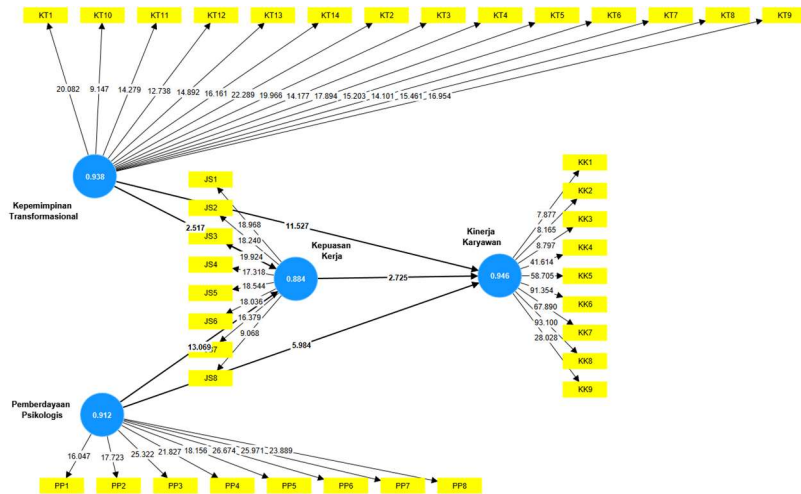 KT1 KT10 KT11 KT12 KT13 KT14 KT2 KT3 KT4 KT5 KT6 KT7 KT8 KT9
20.082 9.147 14.279 12.738 14.892 16.161 22.289 19.966 14.177 17.894 15.203 14.101 15.461 16.954
0.938
Kepemimpinan
Transformasional
JS1
JS2
JS3
JS4
JS5
JS6
JS7
JS8
18.968
18.240
19.924
17.318
18.544
18.036
16.379
9.068
2.517
11.527
Kepuasan
Kerja
0.884
2.725
13.069
5.984
Kinerja
Karyawan
0.946
KK1
KK2
KK3
KK4
KK5
KK6
KK7
KK8
KK9
7.877
8.165
8.797
41.614
58.705
91.354
67.890
93.100
28.028
Pemberdayaan
Psikologis
0.912
16.047 17.723 25.322 21.827 18.156 26.674 25.971 23.889
PP1 PP2 PP3 PP4 PP5 PP6 PP7 PP8